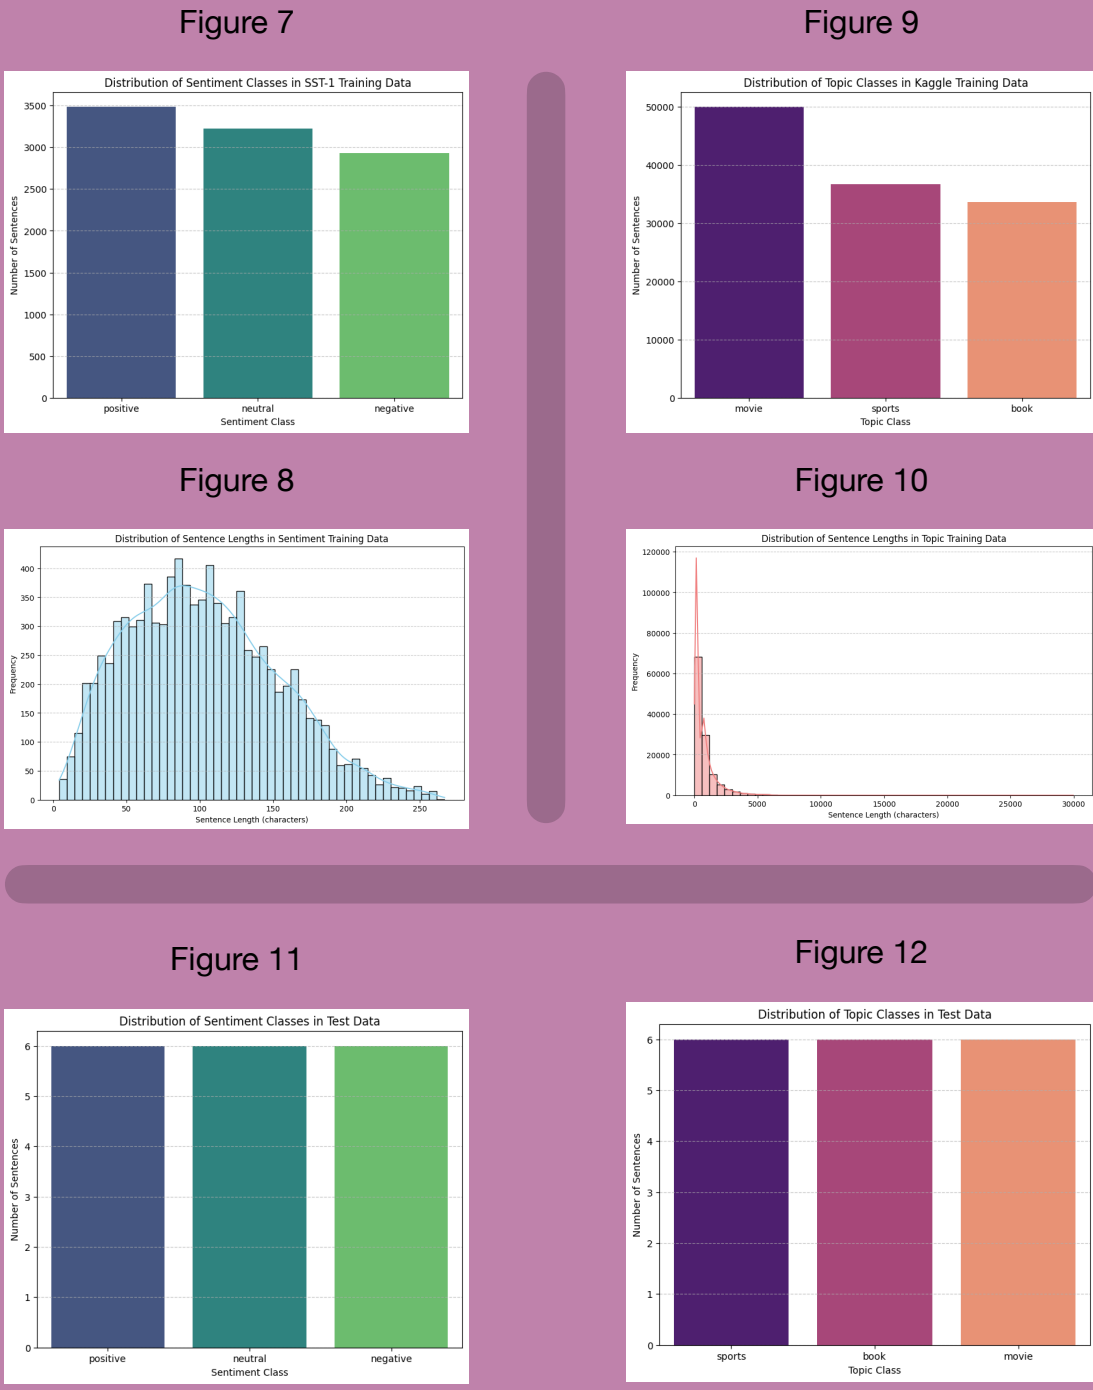 Figure 7
Distribution of Sentiment Classes in SST-1 Training Data
Number of Sentences
3500
3000
2500
2000
1500
1000
500
0
positive neutral negative
Sentiment Class
Figure 9
Distribution of Topic Classes in Kaggle Training Data
Number of Sentences
50000
40000
30000
20000
10000
0
movie sports book
Topic Class
Figure 8
Distribution of Sentence Lengths in Sentiment Training Data
Frequency
400
350
300
250
200
150
100
50
0
0 50 100 150 200 250
Sentence Length (characters)
Figure 10
Distribution of Sentence Lengths in Topic Training Data
Frequency
120000
100000
80000
60000
40000
20000
0
0 5000 10000 15000 20000 25000 30000
Sentence Length (characters)
Figure 11
Distribution of Sentiment Classes in Test Data
Number of Sentences
6
5
4
3
2
1
0
positive neutral negative
Sentiment Class
Figure 12
Distribution of Topic Classes in Test Data
Number of Sentences
6
5
4
3
2
1
0
sports book movie
Topic Class